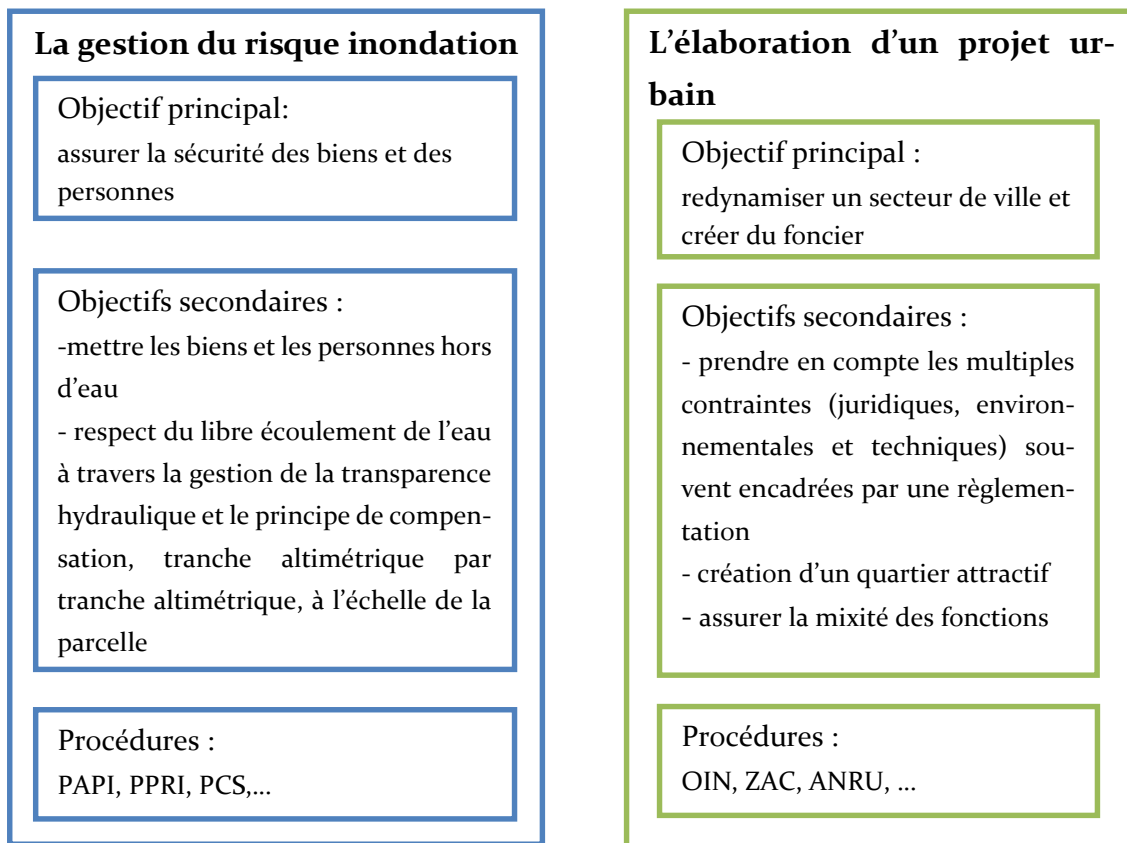 La gestion du risque inondation
Objectif principal:
assurer la sécurité des biens et des
personnes
Objectifs secondaires :
-mettre les biens et les personnes hors
d'eau
- respect du libre écoulement de l'eau
à travers la gestion de la transparence
hydraulique et le principe de compen-
sation, tranche altimétrique par
tranche altimétrique, à l'échelle de la
parcelle
Procédures :
PAPI, PPRI, PCS,...
L'élaboration d'un projet ur-
bain
Objectif principal :
redynamiser un secteur de ville et
créer du foncier
Objectifs secondaires :
- prendre en compte les multiples
contraintes (juridiques, environ-
nementales et techniques) sou-
vent encadrées par une règlemen-
tation
- création d'un quartier attractif
- assurer la mixité des fonctions
Procédures :
OIN, ZAC, ANRU, ...